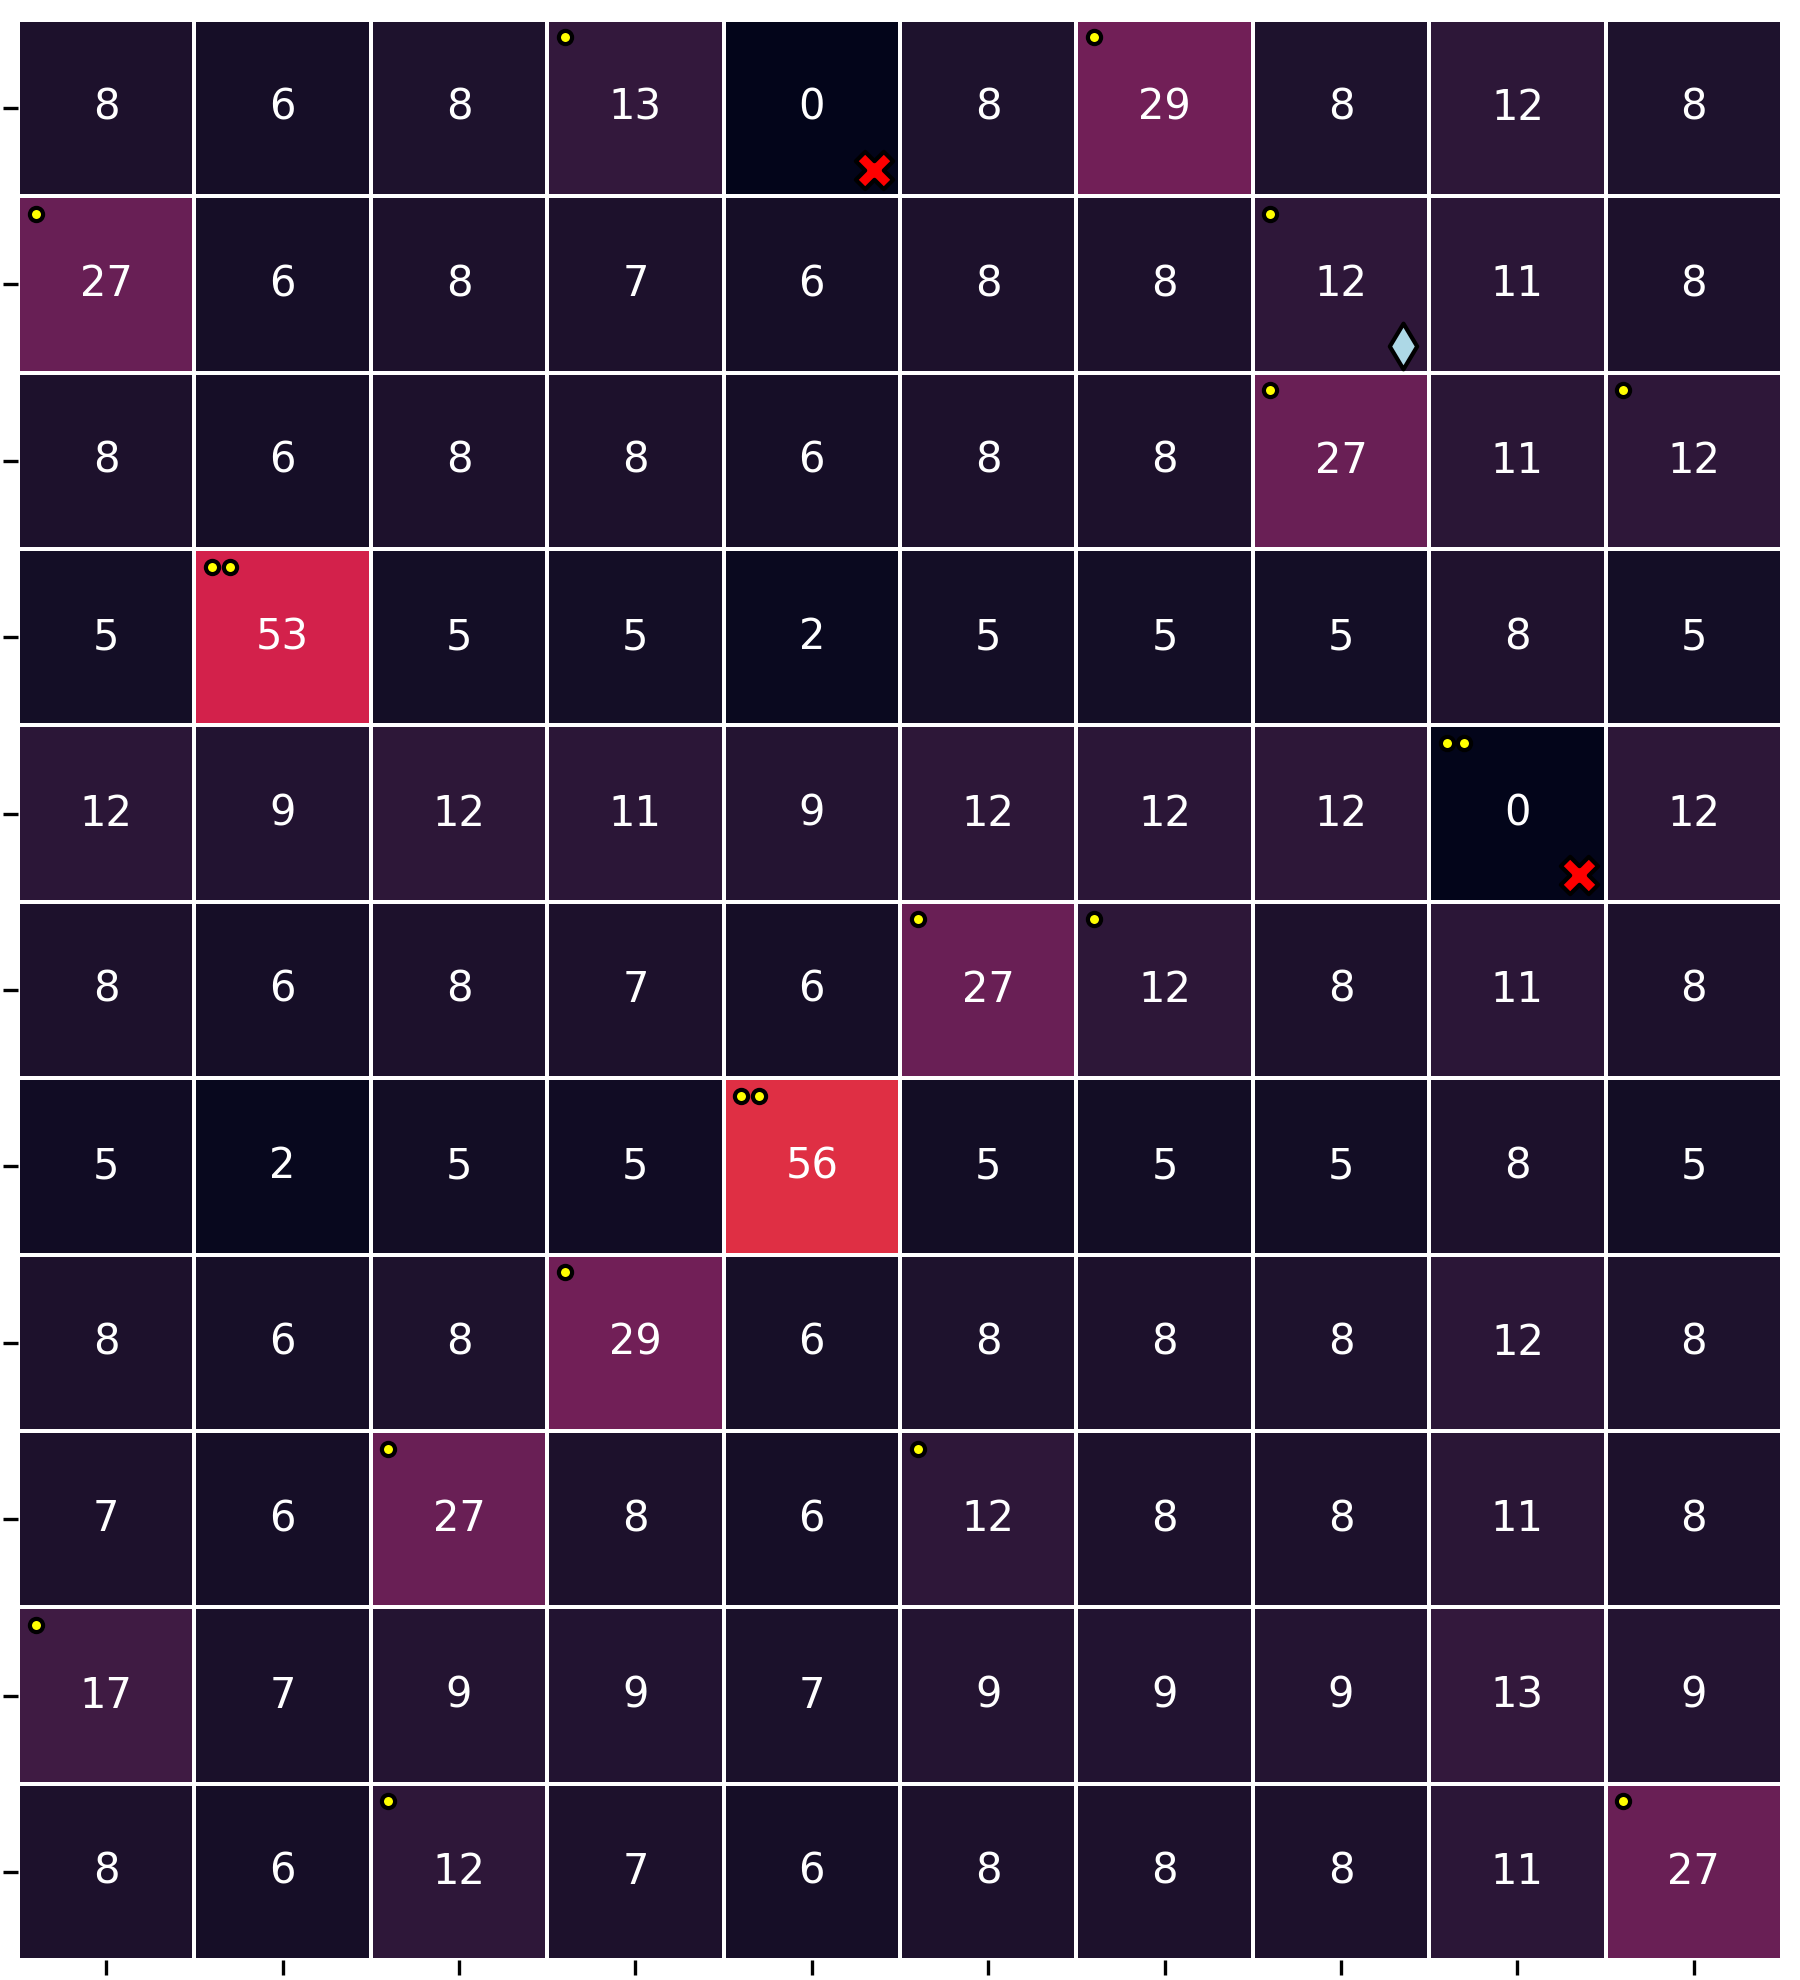 8 6 8 13 0 8 29 8 12 8
27 6 8 7 6 8 8 12 11 8
8 6 8 8 6 8 8 27 11 12
5 53 5 5 2 5 5 5 8 5
12 9 12 11 9 12 12 12 0 12
8 6 8 7 6 27 12 8 11 8
5 2 5 5 56 5 5 5 8 5
8 6 8 29 6 8 8 8 12 8
7 6 27 8 6 12 8 8 11 8
17 7 9 9 7 9 9 9 13 9
8 6 12 7 6 8 8 8 11 27